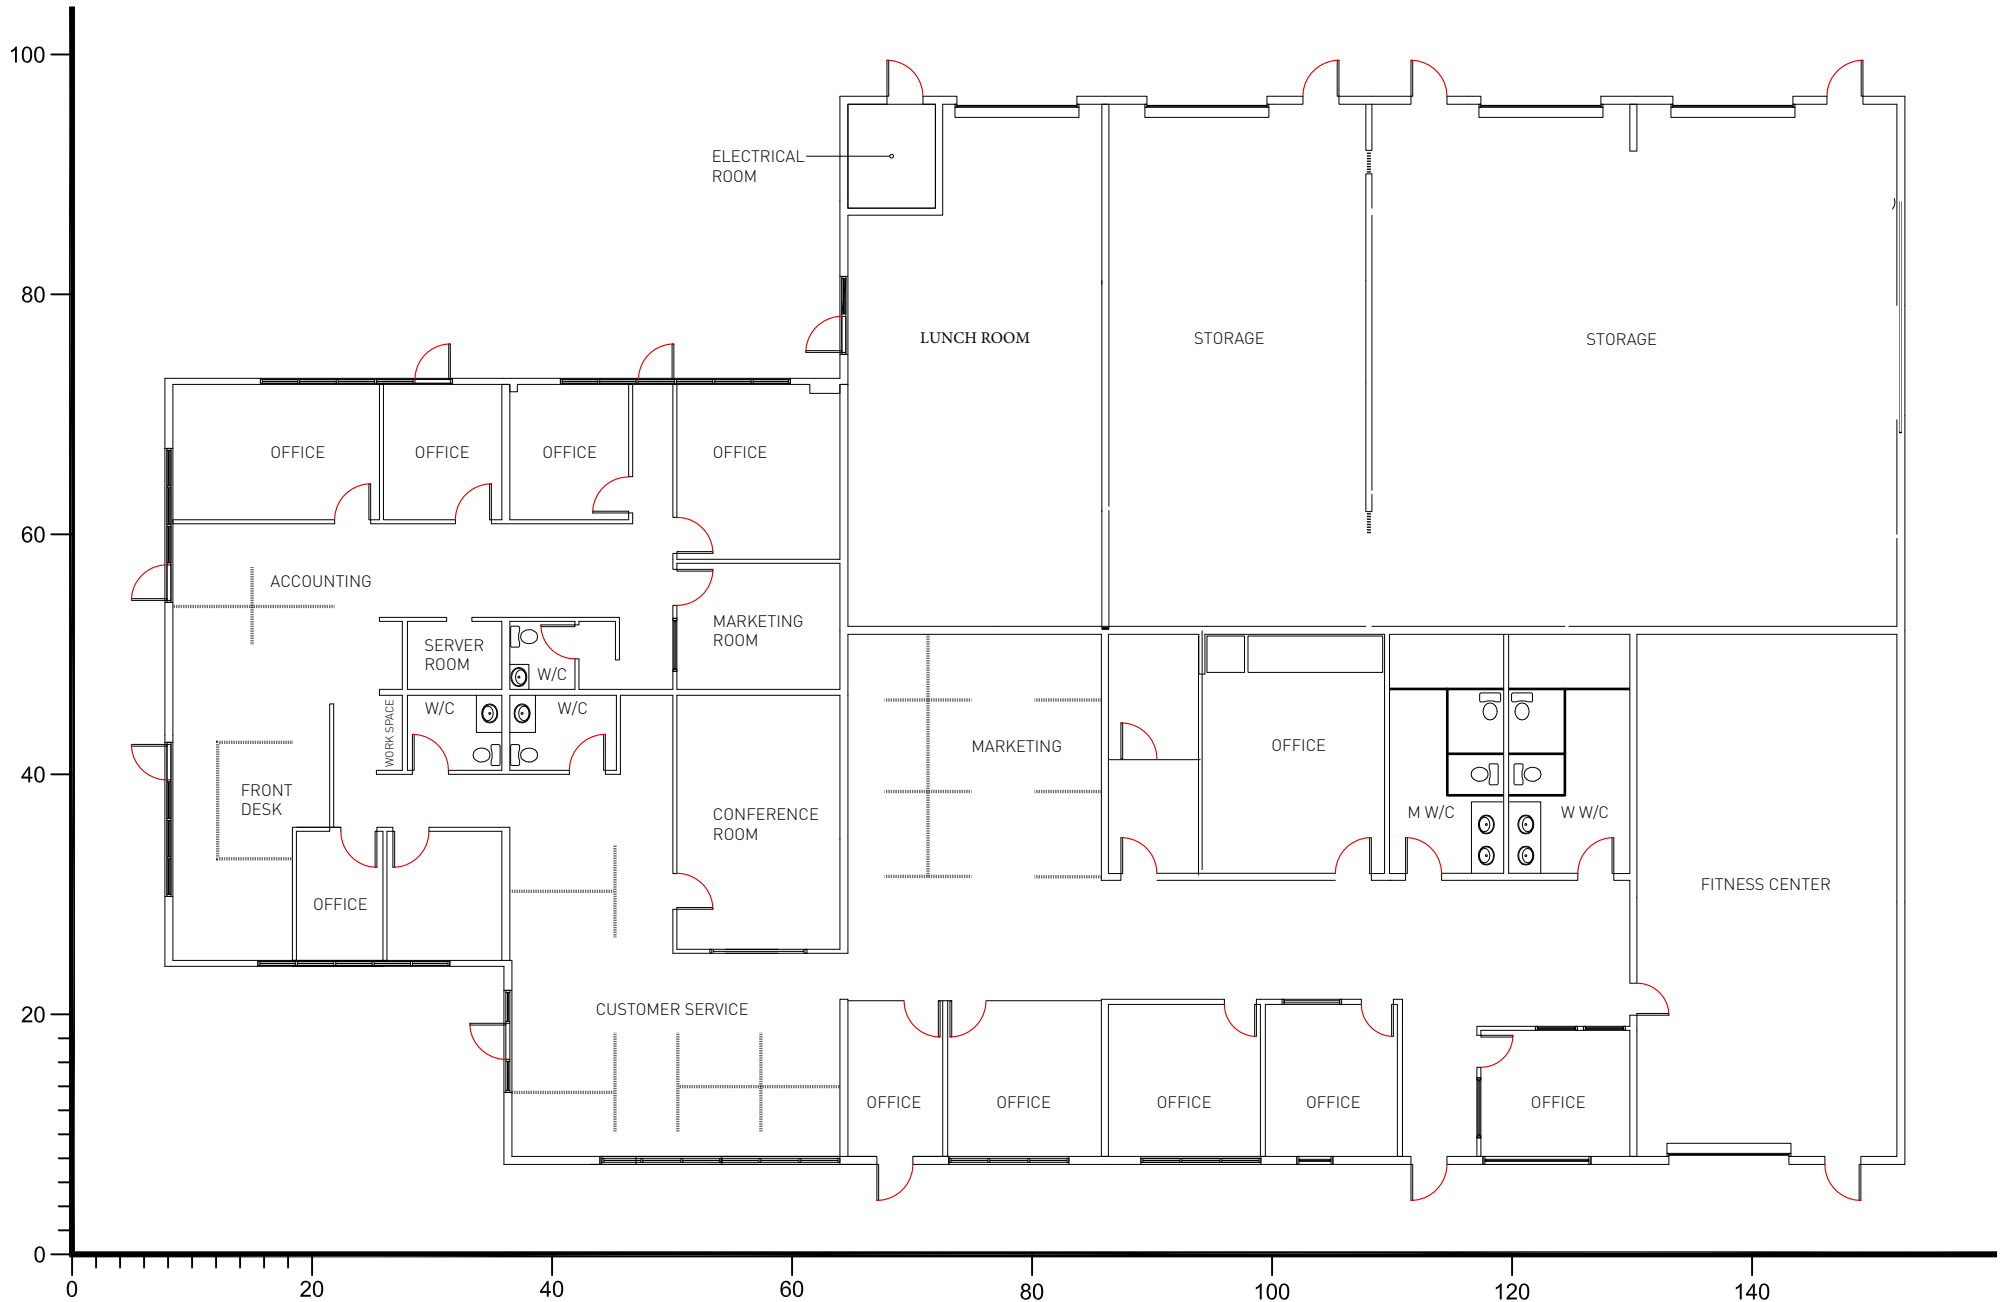 100
ELECTRICAL
ROOM
80
LUNCH ROOM
STORAGE
STORAGE
OFFICE
OFFICE
OFFICE
OFFICE
60
ACCOUNTING
MARKETING
ROOM
SERVER
ROOM
W/C
W/C
W/C
WORK SPACE
MARKETING
OFFICE
40
FRONT
DESK
CONFERENCE
ROOM
M W/C
W W/C
FITNESS CENTER
OFFICE
CUSTOMER SERVICE
20
OFFICE
OFFICE
OFFICE
OFFICE
OFFICE
0
0
20
40
60
80
100
120
140